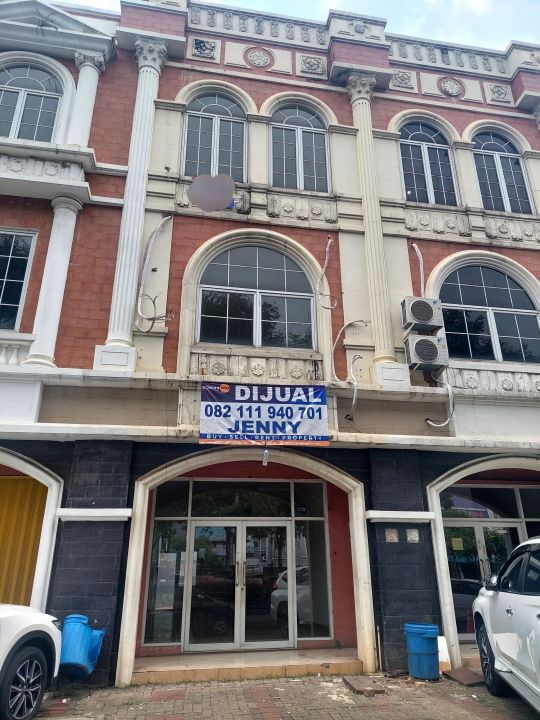 DIJUAL
082 111 940 701
JENNY
BUY - SELL - RENT - PROPERTY